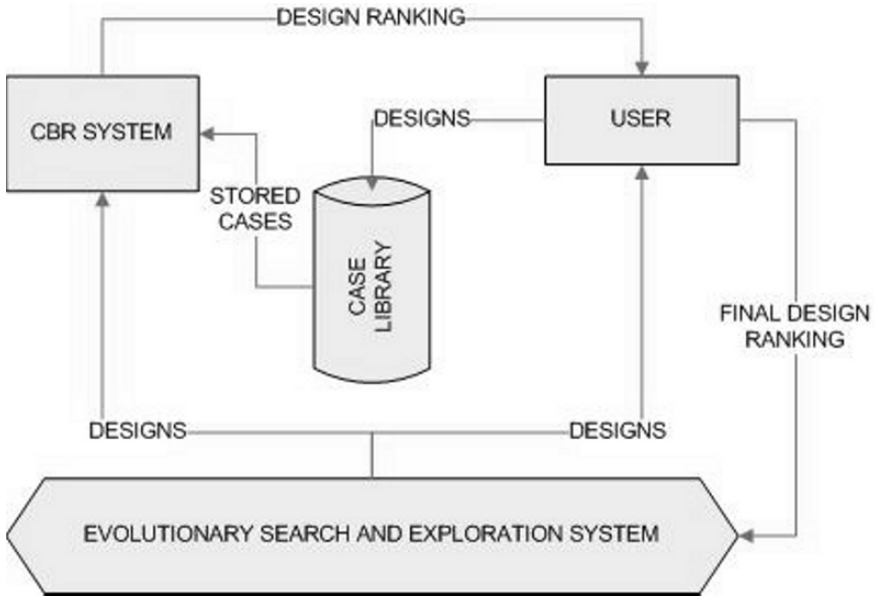 DESIGN RANKING
CBR SYSTEM
DESIGNS
USER
STORED
CASES
CASE
LIBRARY
FINAL DESIGN
RANKING
DESIGNS
DESIGNS
EVOLUTIONARY SEARCH AND EXPLORATION SYSTEM